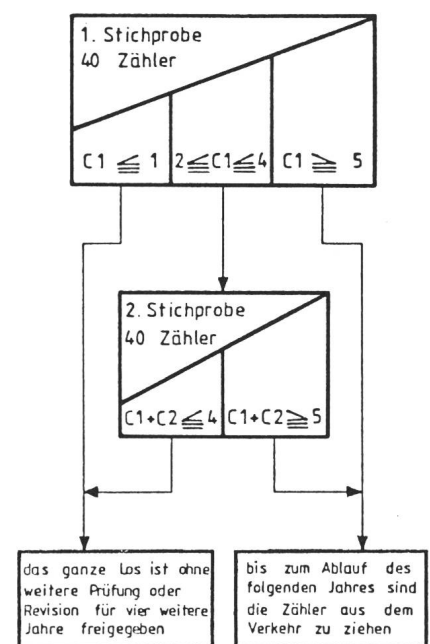 1. Stichprobe
40 Zähler
C1 ≦ 1
2≦C1≦4
C1 ≧ 5
2. Stichprobe
40 Zähler
C1+C2≦4
C1+C2≧5
das ganze Los ist ohne
weitere Prüfung oder
Revision für vier weitere
Jahre freigegeben
bis zum Ablauf des
folgenden Jahres sind
die Zähler aus dem
Verkehr zu ziehen